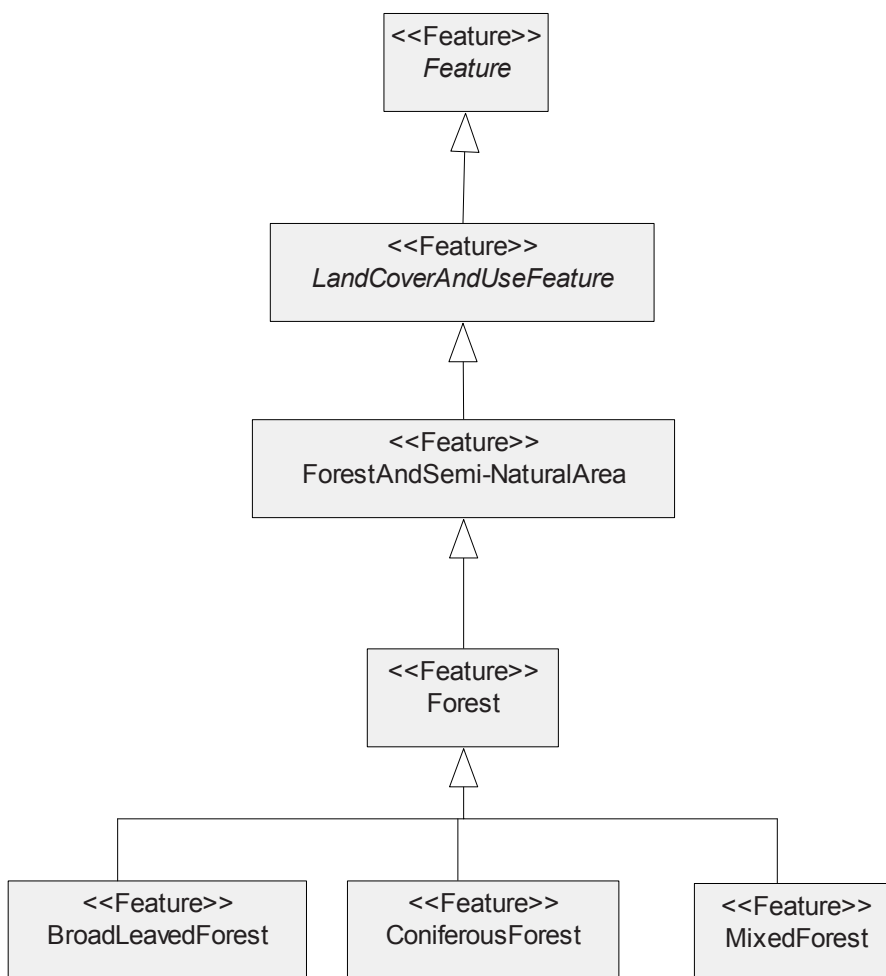 <<Feature>>
Feature
<<Feature>>
LandCoverAndUseFeature
<<Feature>>
ForestAndSemi-NaturalArea
<<Feature>>
Forest
<<Feature>>
BroadLeavedForest
<<Feature>>
ConiferousForest
<<Feature>>
MixedForest